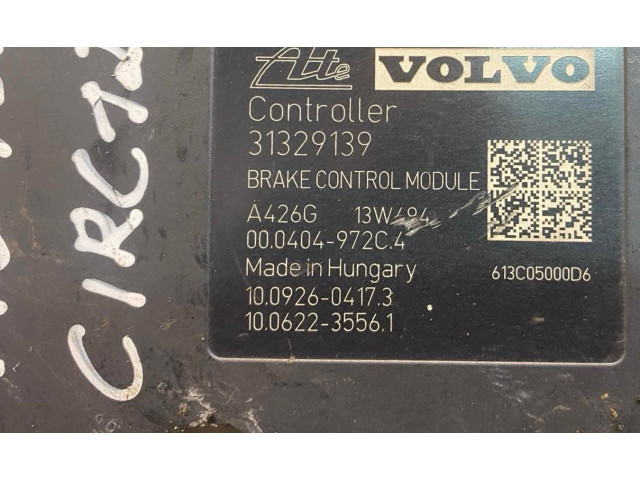 Ate VOLVO
Controller
31329139
BRAKE CONTROL MODULE
A426G
00.0404-972C.4
Made in Hungary 613C05000D6
10.0926-0417.3
10.0622-3556.1